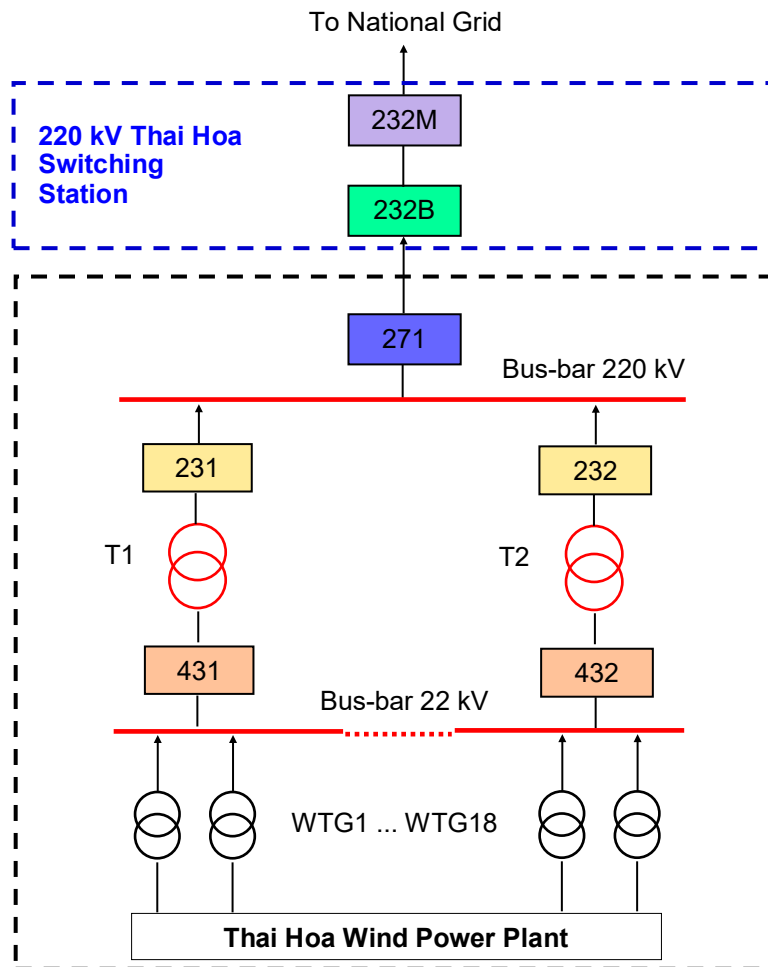 To National Grid
232M
220 kV Thai Hoa
Switching
Station
232B
271
Bus-bar 220 kV
231
232
T1
T2
431
432
Bus-bar 22 kV
WTG1 ... WTG18
Thai Hoa Wind Power Plant